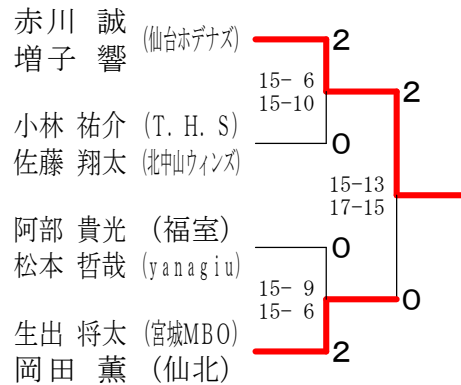 赤川 誠 (仙台ホデナズ)
増子 響
2
15- 6
15-10
2
小林 祐介 (T. H. S)
佐藤 翔太 (北中山ウィンズ)
0
15-13
17-15
阿部 貴光 (福室)
松本 哲哉 (yanagiu)
0
15- 9
15- 6
0
生出 将太 (宮城MBO)
岡田 薫 (仙北)
2